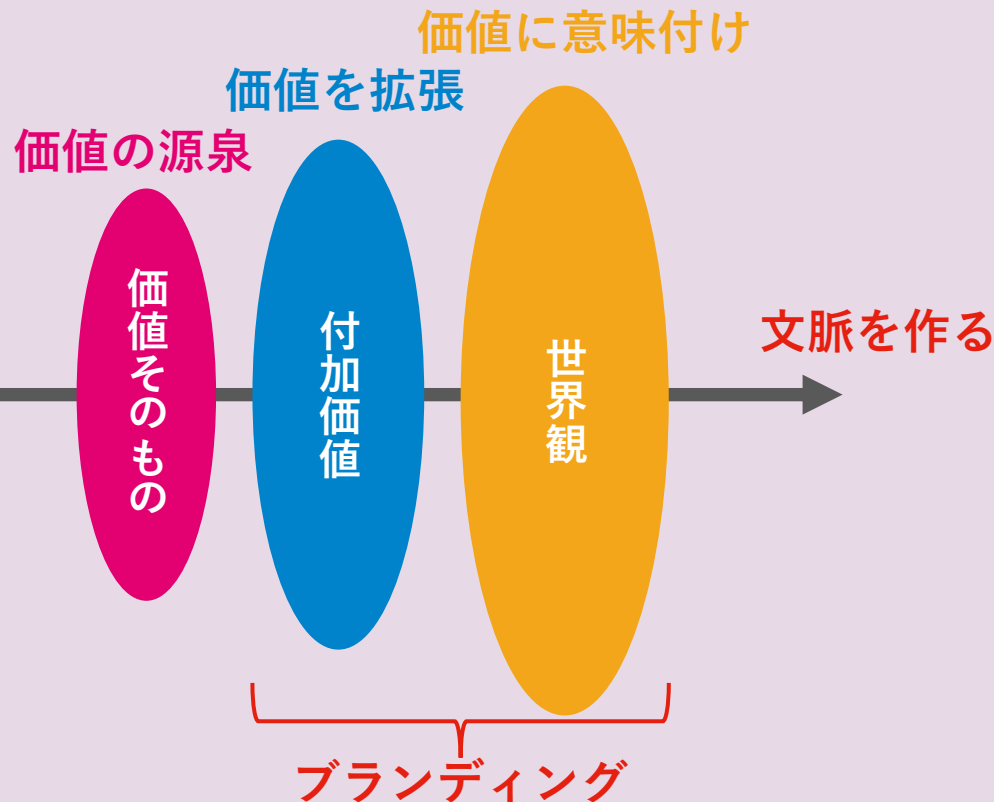 価値に意味付け
価値を拡張
価値の源泉
価値そのもの
付加価値
世界観
文脈を作る
ブランディング